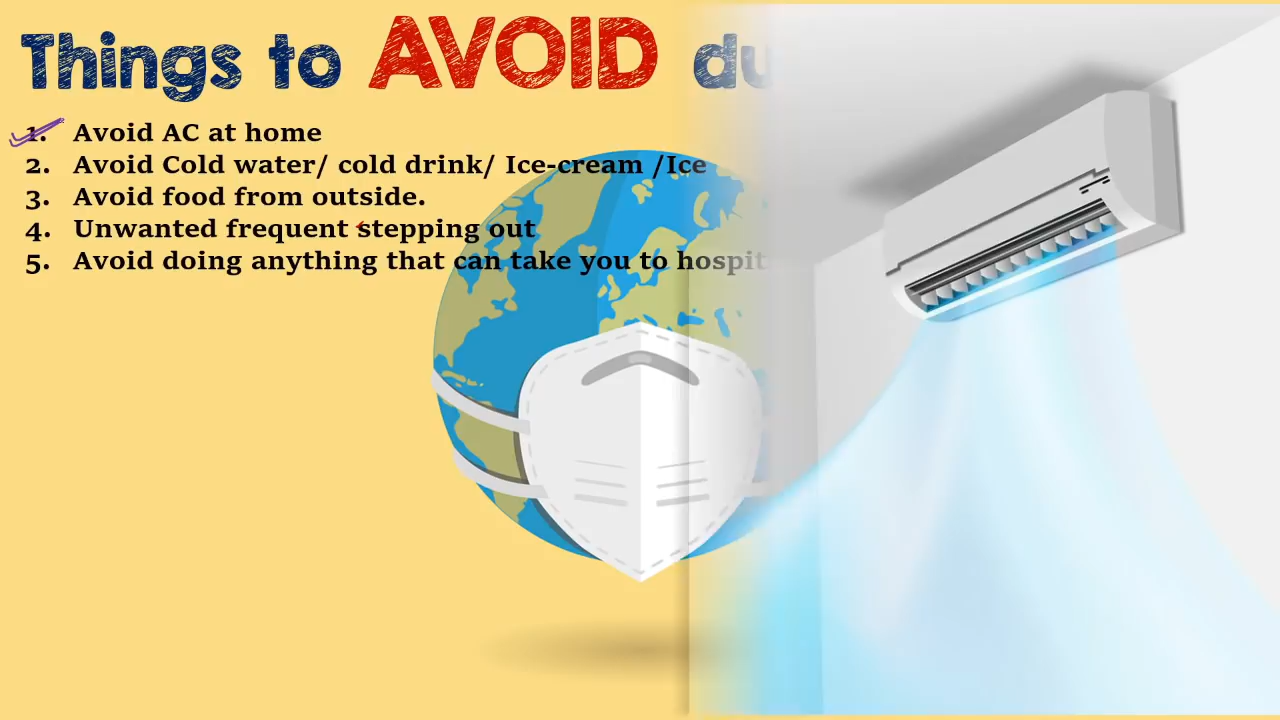 Things to AVOID du
1. Avoid AC at home
2. Avoid Cold water/ cold drink/ Ice-cream /Ice
3. Avoid food from outside.
4. Unwanted frequent stepping out
5. Avoid doing anything that can take you to hospit